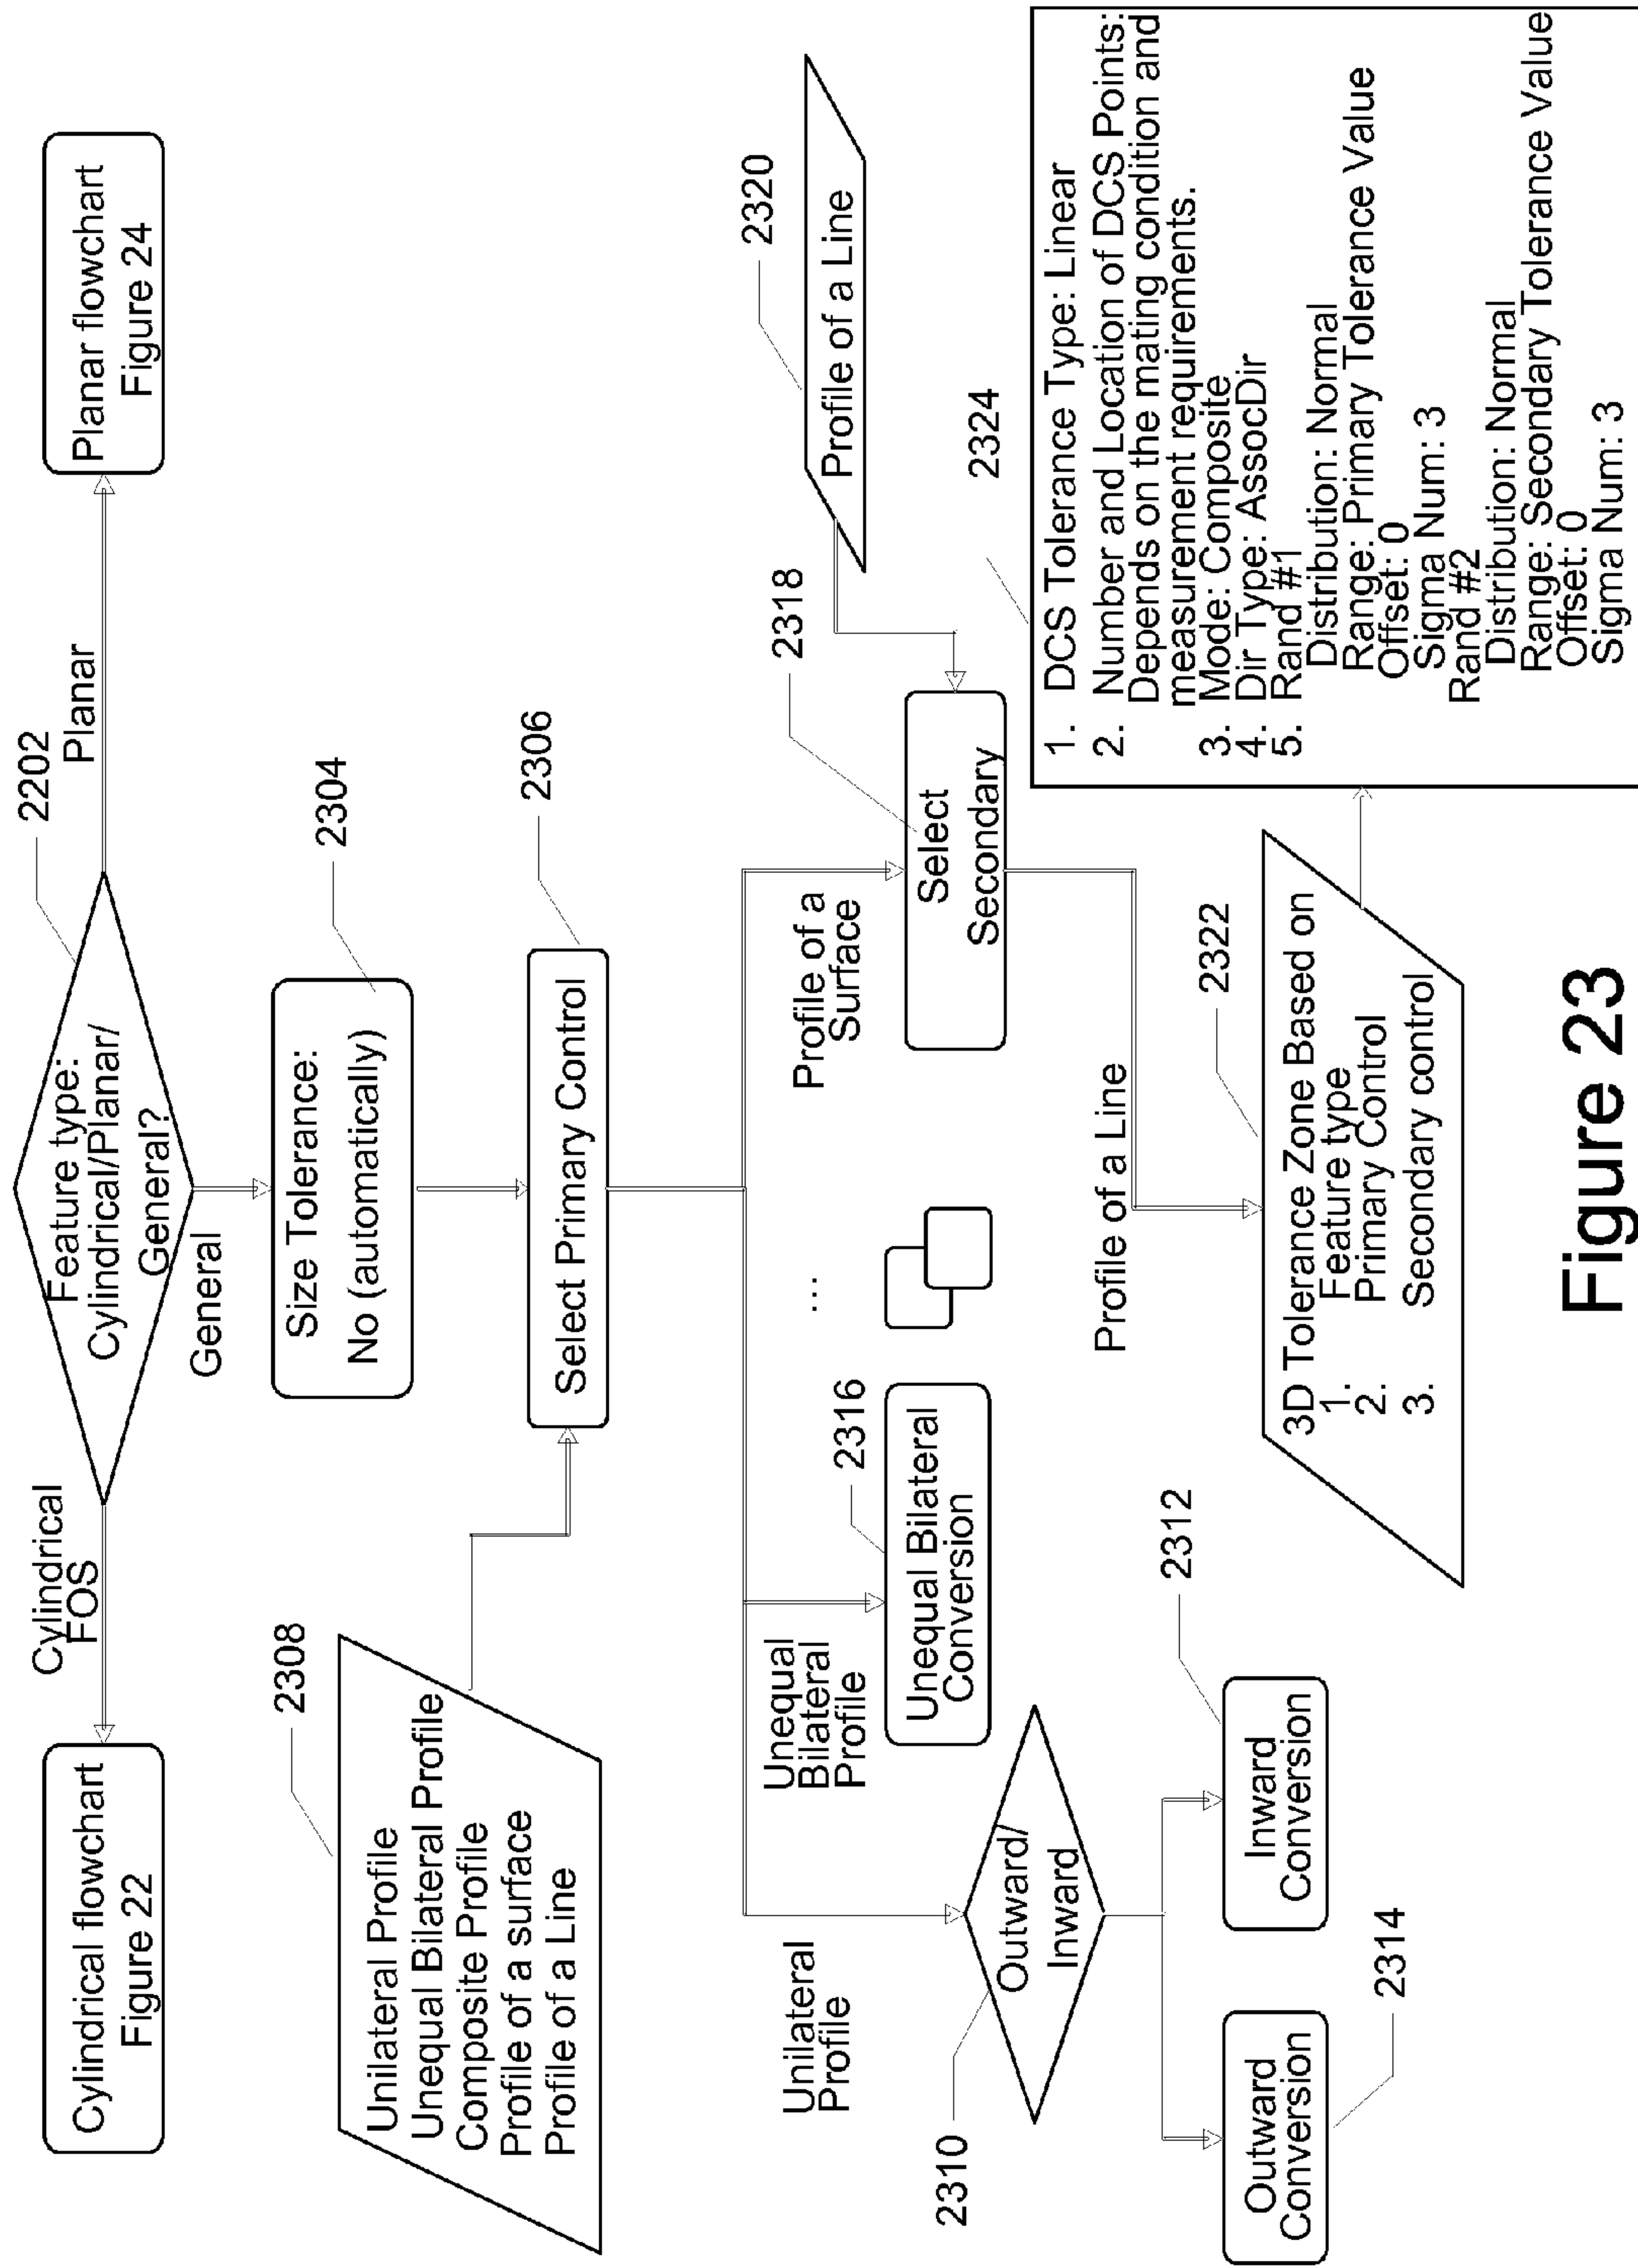 Cylindrical flowchart
Figure 22
Cylindrical
FOS
2202
Feature type:
Cylindrical/Planar/
General?
Planar
Planar flowchart
Figure 24
General
2304
Size Tolerance:
No (automatically)
2308
Unilateral Profile
Unequal Bilateral Profile
Composite Profile
Profile of a surface
Profile of a Line
2306
Select Primary Control
Unilateral
Profile
Unequal
Bilateral
Profile
...
Profile of a
Surface
2310
Outward/
Inward
2316
Unequal Bilateral
Conversion
2318
Select
Secondary
2320
Profile of a Line
2314
Outward
Conversion
2312
Inward
Conversion
Profile of a Line
2322
3D Tolerance Zone Based on
1. Feature type
2. Primary Control
3. Secondary control
2324
1. DCS Tolerance Type: Linear
2. Number and Location of DCS Points:
Depends on the mating condition and
measurement requirements.
3. Mode: Composite
4. Dir Type: AssocDir
5. Rand #1
Distribution: Normal
Range: Primary Tolerance Value
Offset: 0
Sigma Num: 3
Rand #2
Distribution: Normal
Range: Secondary Tolerance Value
Offset: 0
Sigma Num: 3
Figure 23